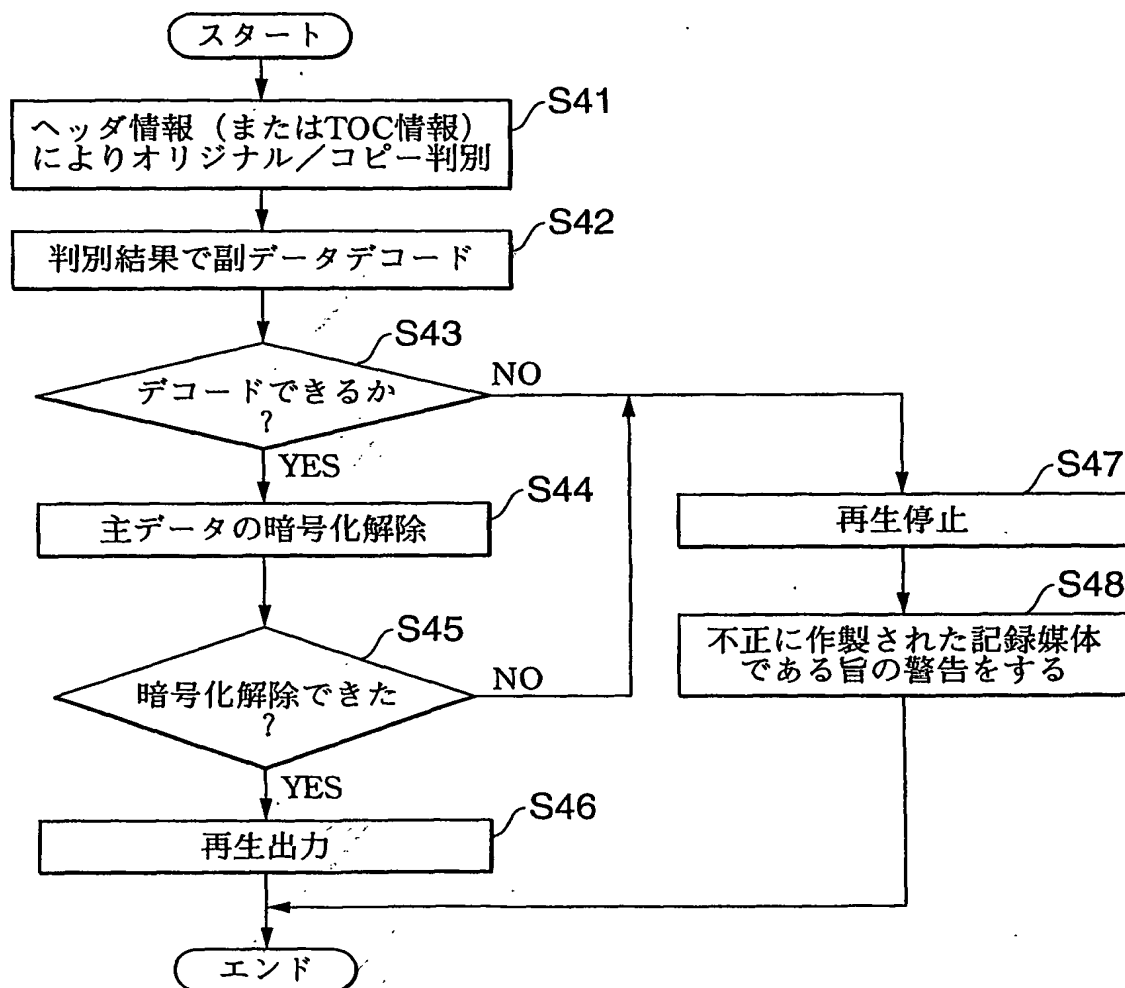 スタート
S41
ヘッダ情報（またはTOC情報）
によりオリジナル／コピー判別
S42
判別結果で副データデコード
S43
デコードできるか
?
NO
YES
S44
主データの暗号化解除
S45
暗号化解除できた
?
NO
YES
S46
再生出力
S47
再生停止
S48
不正に作製された記録媒体
である旨の警告をする
エンド